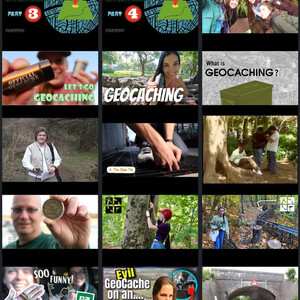 PART 3
PART 4
OFFICIAL
LET'S GO
GEOCACHING
GEOCACHING
What is
GEOCACHING?
SOO
FUNNY!
Evil
Geocache
on an....